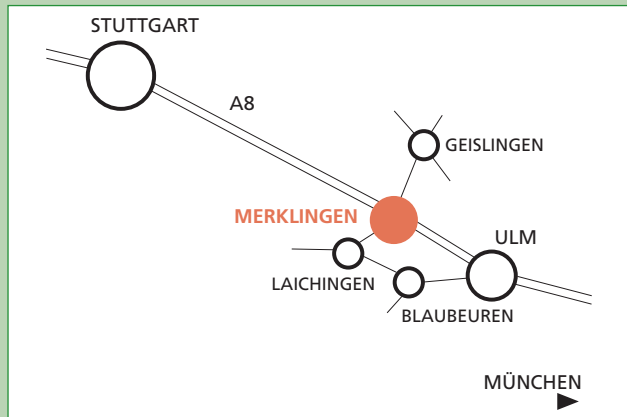 STUTTGART
A8
GEISLINGEN
MERKLINGEN
ULM
LAICHINGEN
BLAUBEUREN
MÜNCHEN